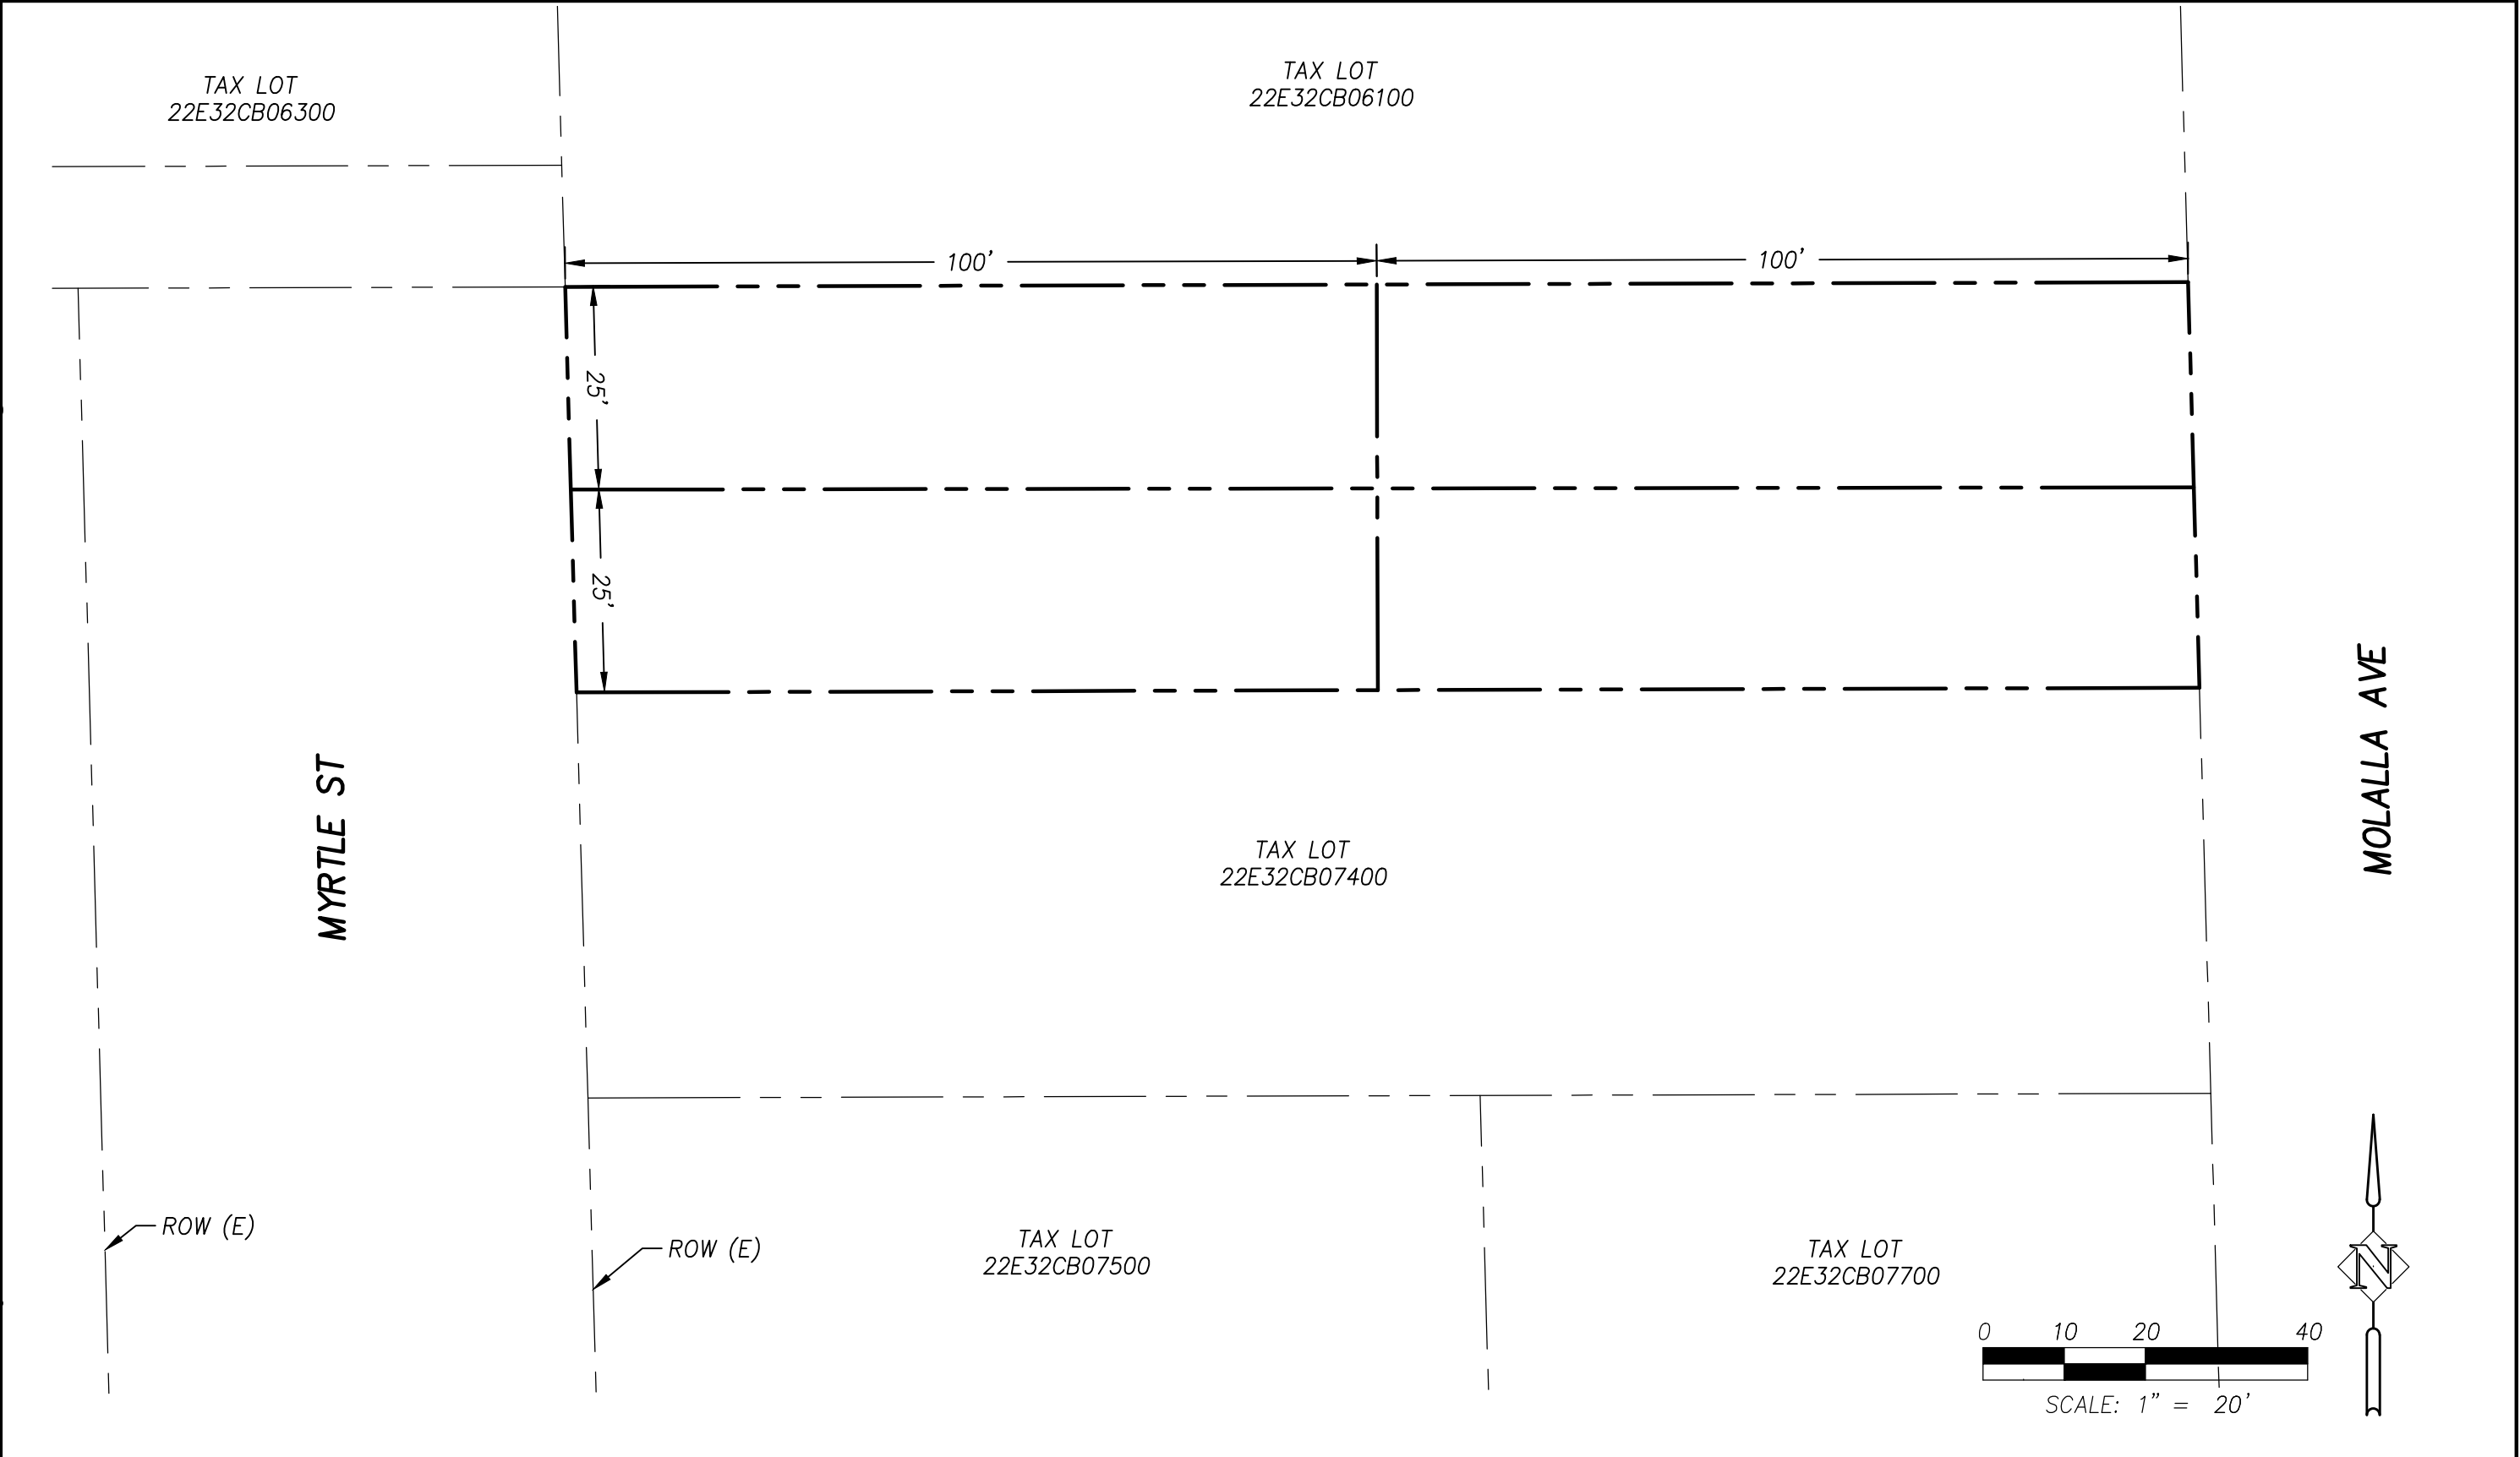 TAX LOT
22E32CB06300
TAX LOT
22E32CB06100
100'
100'
25'
25'
MYRTLE ST
MOLALLA AVE
TAX LOT
22E32CB07400
ROW (E)
ROW (E)
TAX LOT
22E32CB07500
TAX LOT
22E32CB07700
N
0 10 20 40
SCALE: 1" = 20'